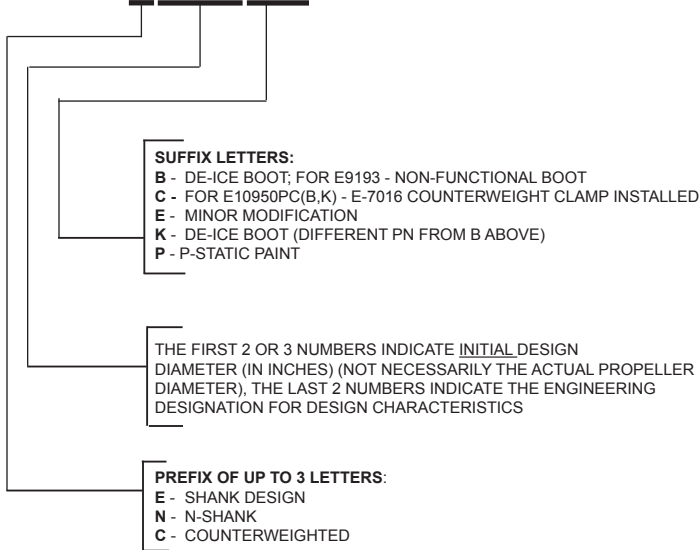 SUFFIX LETTERS:
B - DE-ICE BOOT; FOR E9193 - NON-FUNCTIONAL BOOT
C - FOR E10950PC(B,K) - E-7016 COUNTERWEIGHT CLAMP INSTALLED
E - MINOR MODIFICATION
K - DE-ICE BOOT (DIFFERENT PN FROM B ABOVE)
P - P-STATIC PAINT
THE FIRST 2 OR 3 NUMBERS INDICATE INITIAL DESIGN
DIAMETER (IN INCHES) (NOT NECESSARILY THE ACTUAL PROPELLER
DIAMETER), THE LAST 2 NUMBERS INDICATE THE ENGINEERING
DESIGNATION FOR DESIGN CHARACTERISTICS
PREFIX OF UP TO 3 LETTERS:
E - SHANK DESIGN
N - N-SHANK
C - COUNTERWEIGHTED